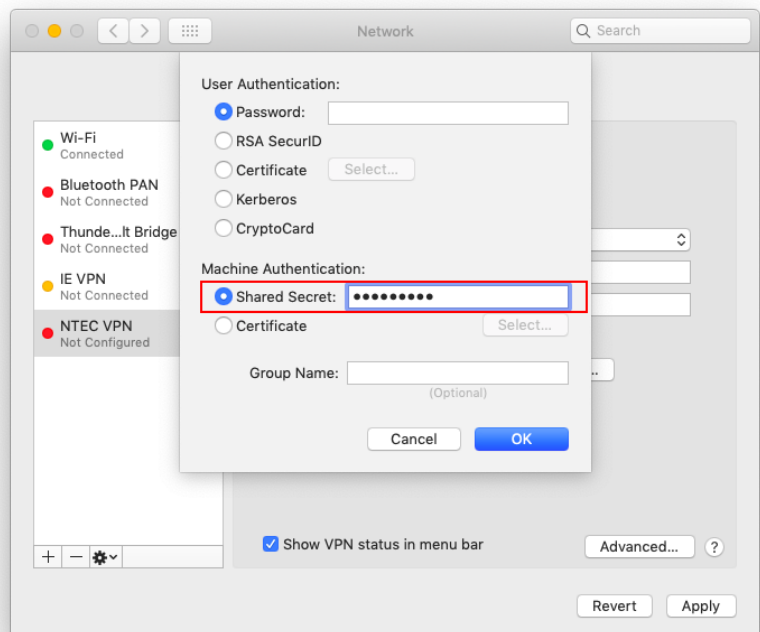 Network
Search
User Authentication:
Password:
RSA SecurID
Certificate Select...
Kerberos
CryptoCard
Machine Authentication:
Shared Secret: •••••••••
Certificate Select...
Group Name:
(Optional)
Cancel OK
Wi-Fi
Connected
Bluetooth PAN
Not Connected
Thunde...lt Bridge
Not Connected
IE VPN
Not Connected
NTEC VPN
Not Configured
..
Show VPN status in menu bar
Advanced... ?
Revert Apply